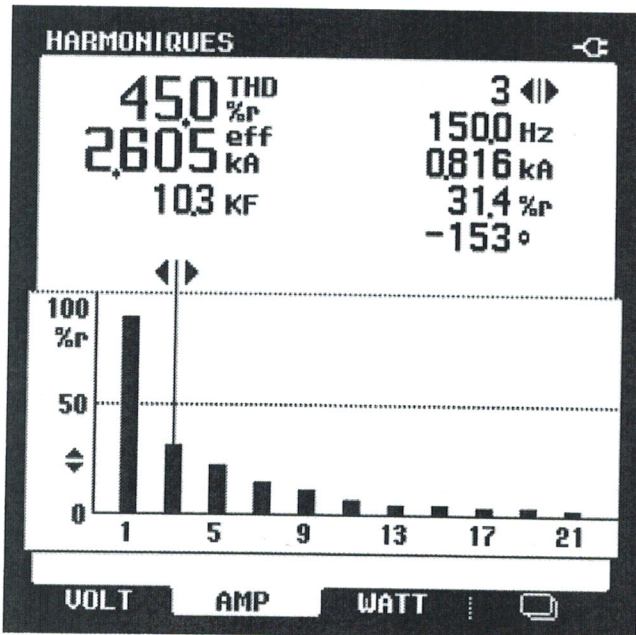 HARMONIQUES
45,0 THD %r
2,605 eff kA
10,3 KF
3
150,0 Hz
0,816 kA
31,4 %r
-153 °
100
%r
50
0
1 5 9 13 17 21
VOLT AMP WATT